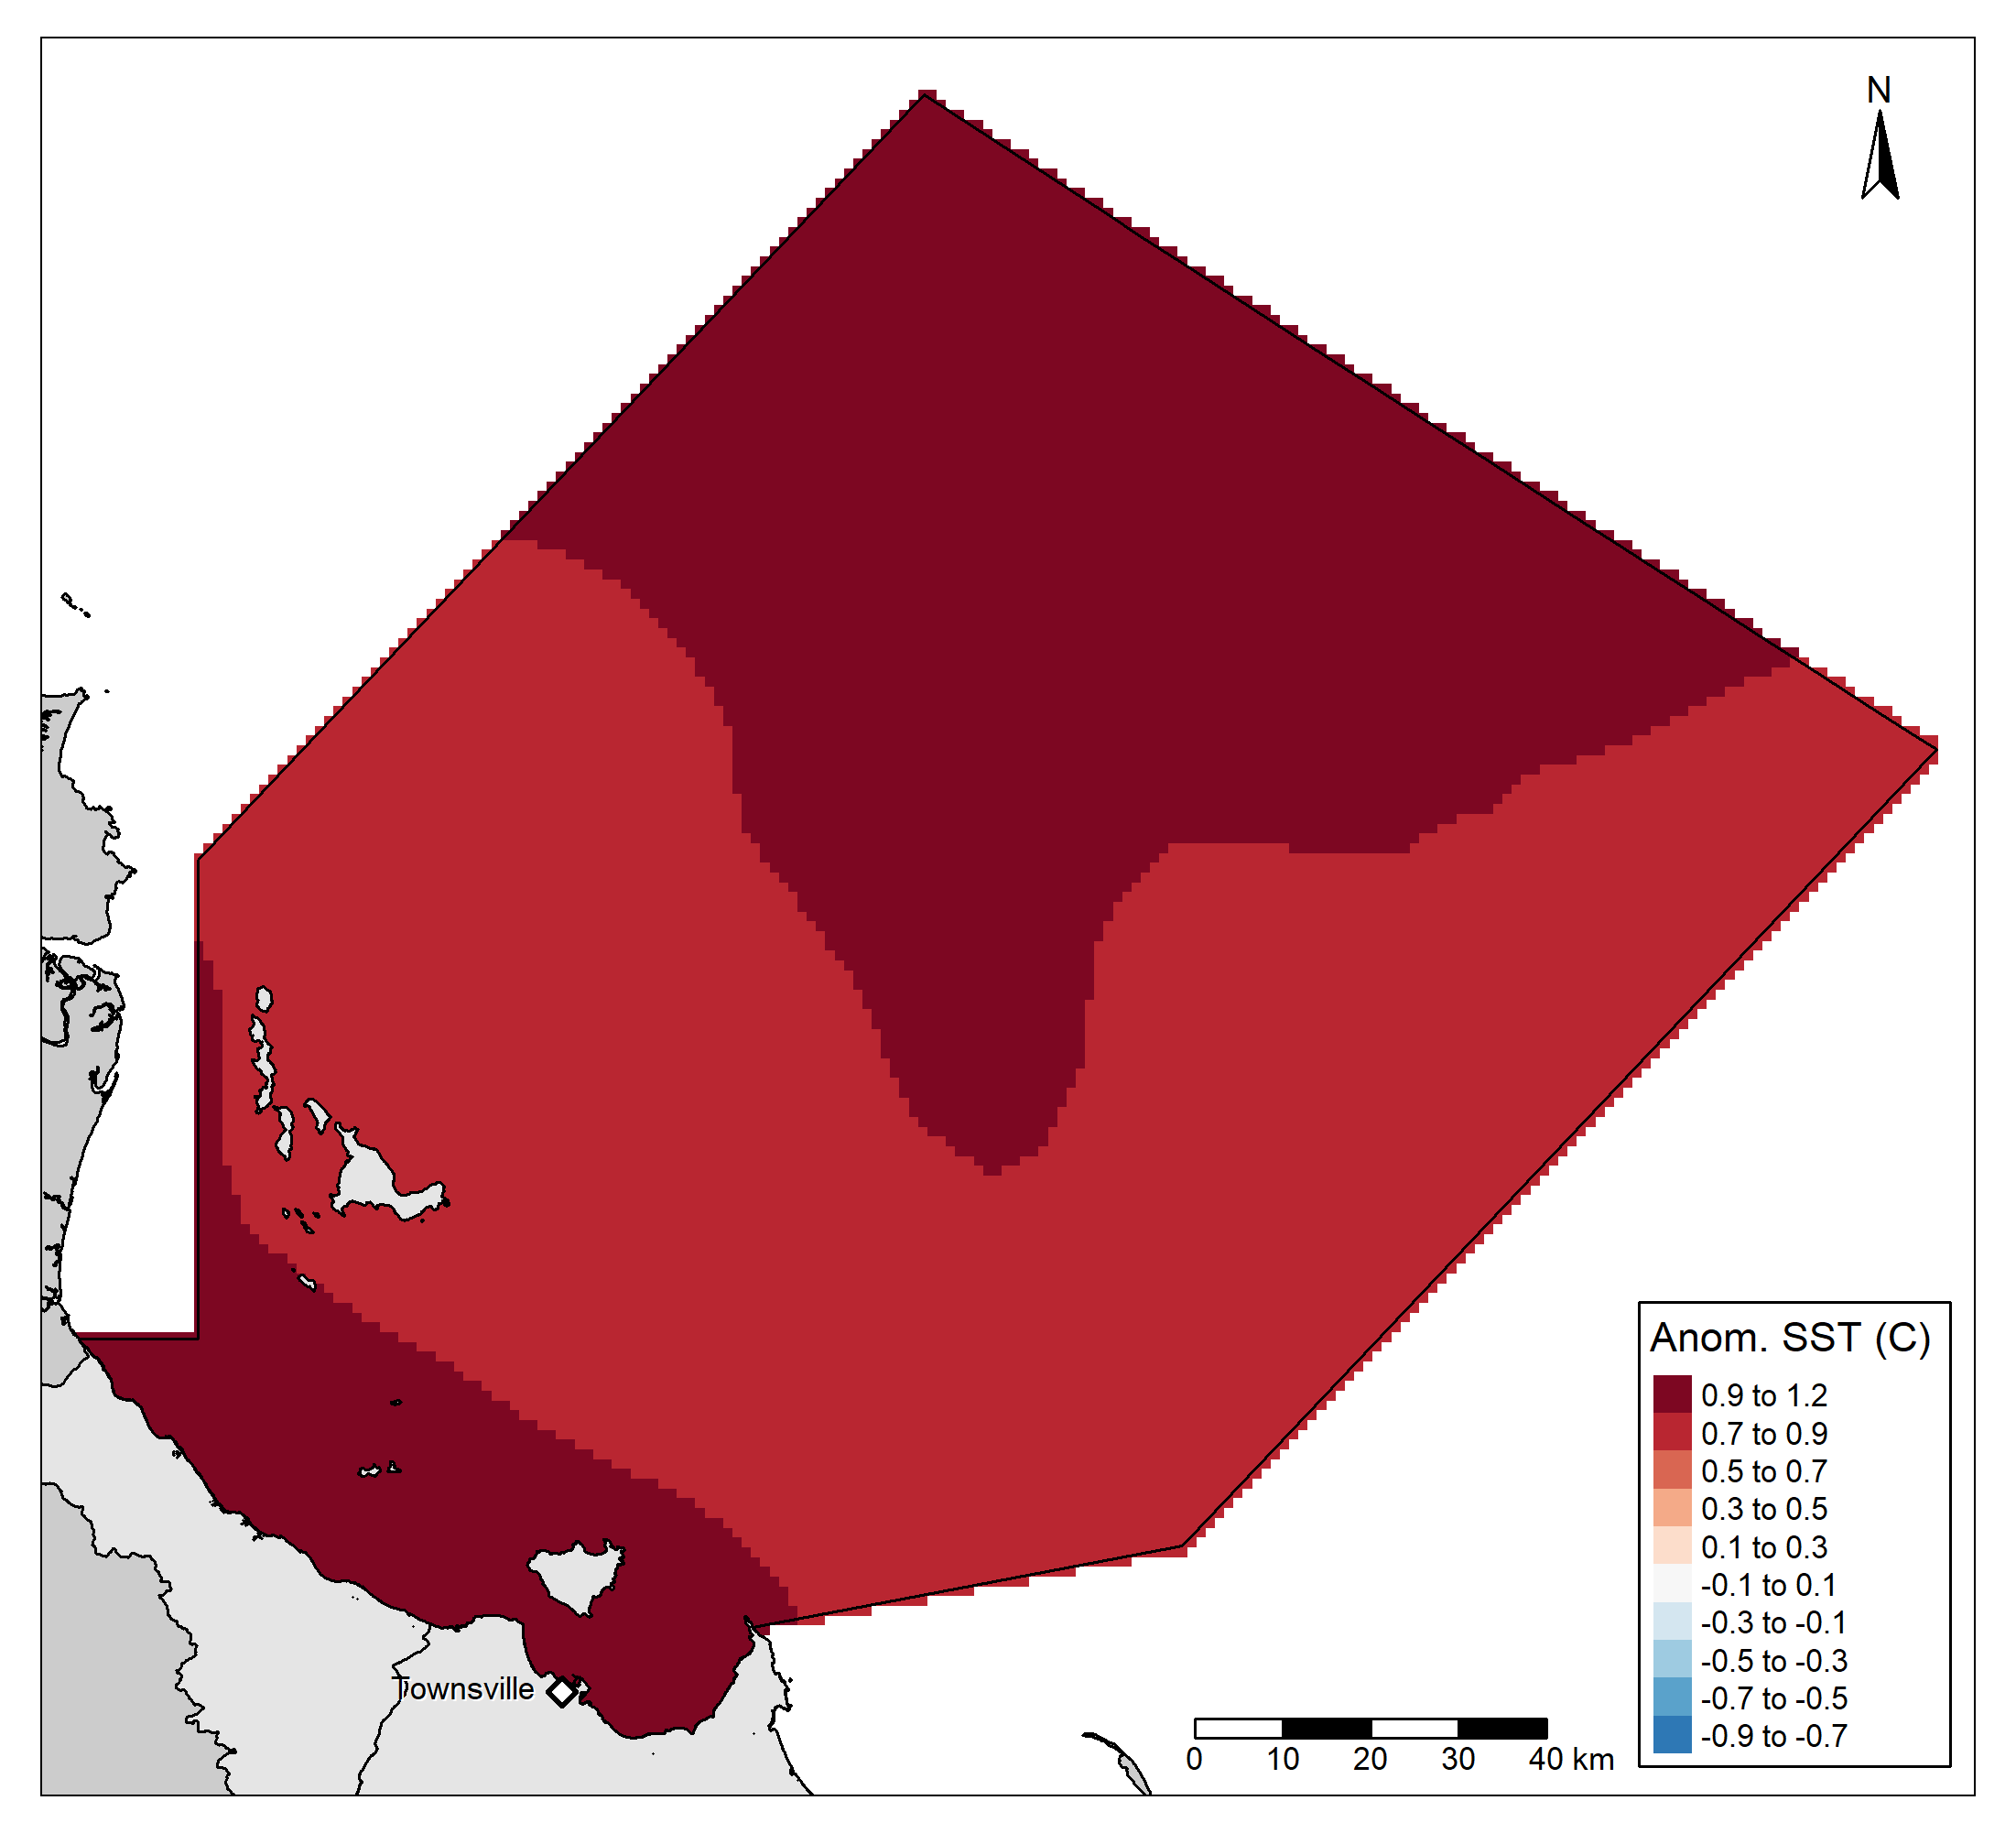 N
Townsville
Anom. SST (C)
0.9 to 1.2
0.7 to 0.9
0.5 to 0.7
0.3 to 0.5
0.1 to 0.3
-0.1 to 0.1
-0.3 to -0.1
-0.5 to -0.3
-0.7 to -0.5
-0.9 to -0.7
0 10 20 30 40 km